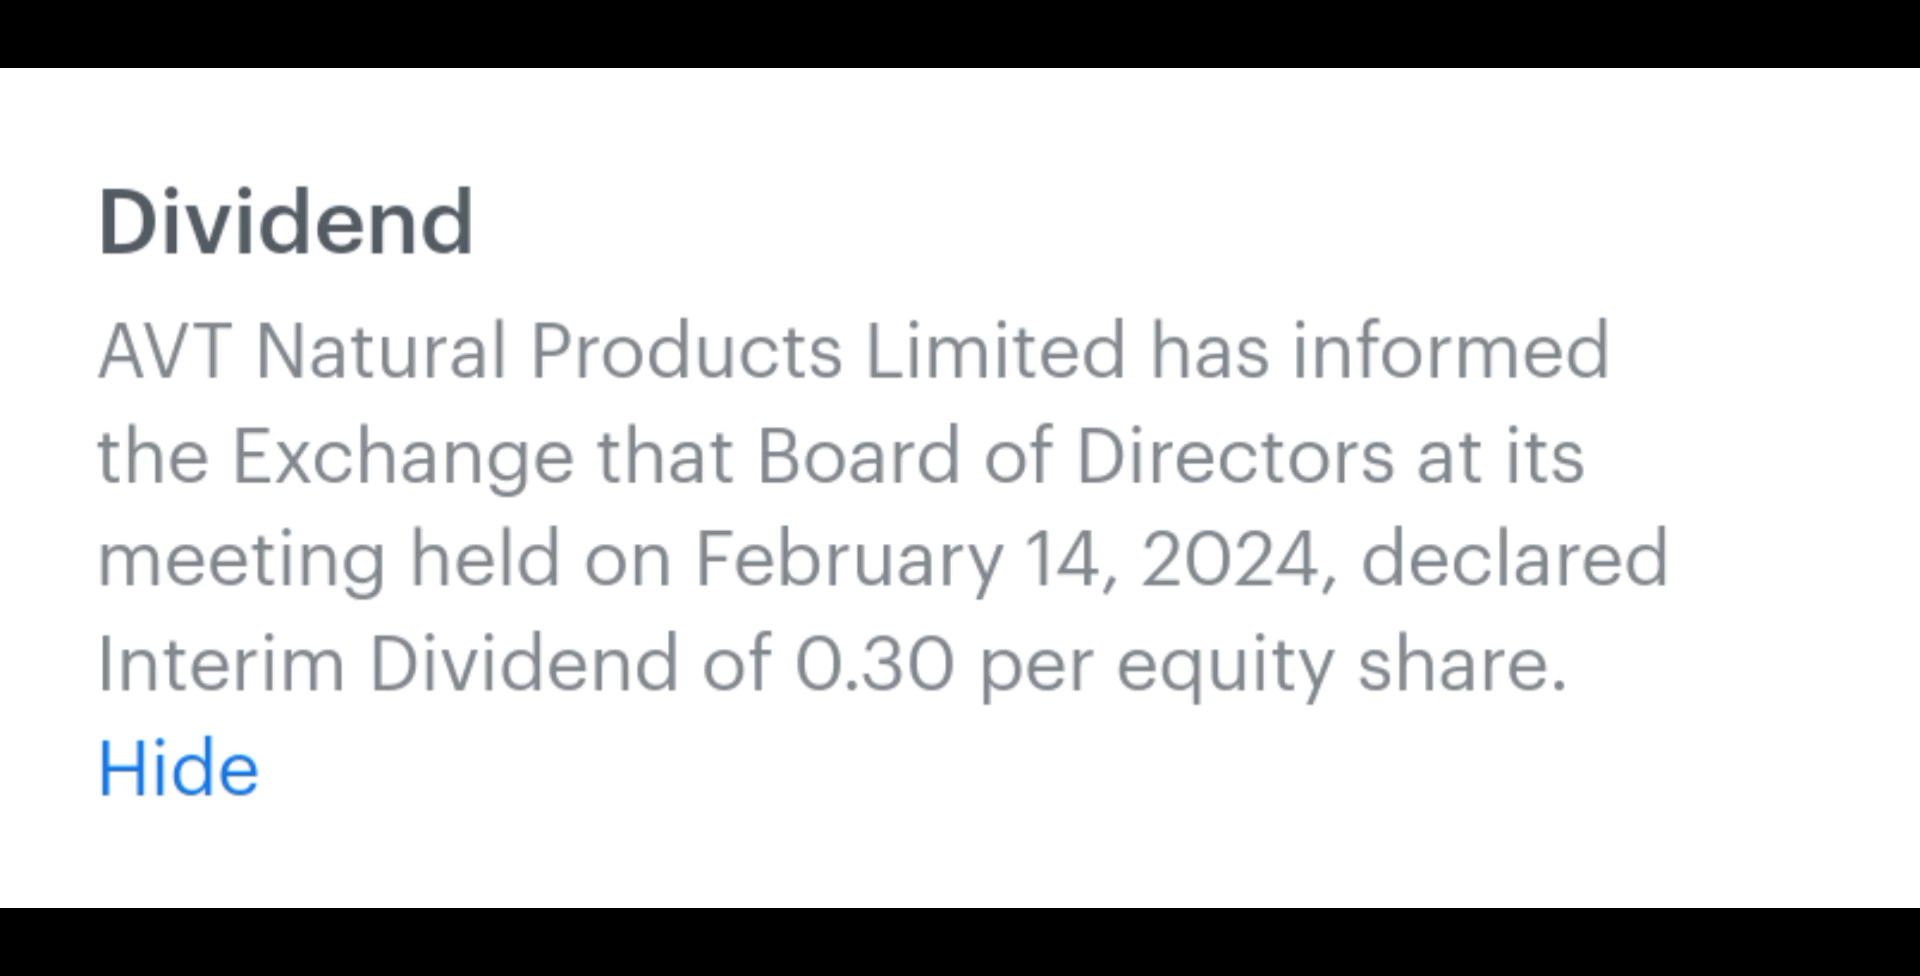 Dividend
AVT Natural Products Limited has informed
the Exchange that Board of Directors at its
meeting held on February 14, 2024, declared
Interim Dividend of 0.30 per equity share.
Hide